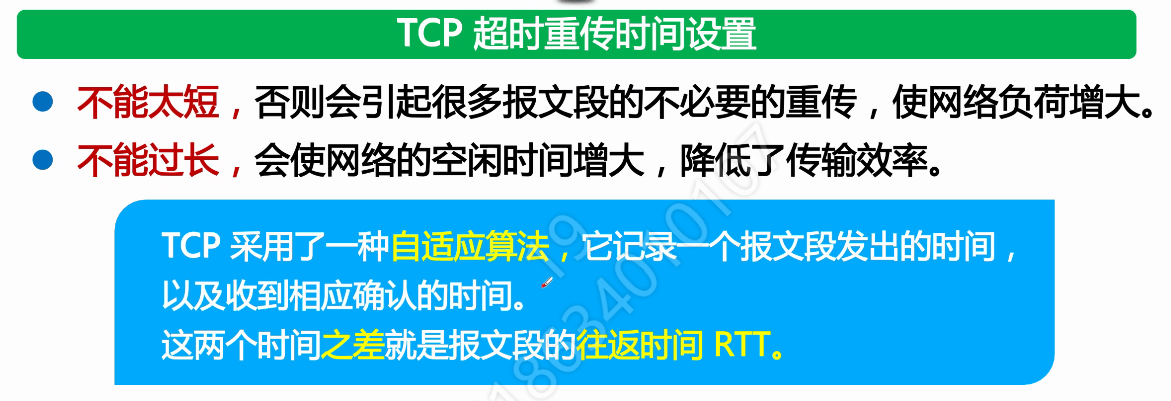 TCP 超时重传时间设置
不能太短，否则会引起很多报文段的不必要的重传，使网络负荷增大。
不能过长，会使网络的空闲时间增大，降低了传输效率。
TCP 采用了一种自适应算法，它记录一个报文段发出的时间，
以及收到相应确认的时间。
这两个时间之差就是报文段的往返时间 RTT。